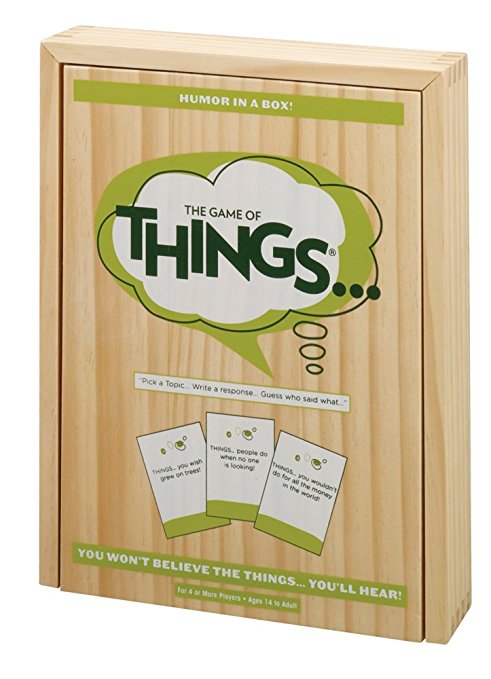 HUMOR IN A BOX!
THE GAME OF
THINGS®...
"Pick a Topic... Write a response... Guess who said what..."
THINGS... you wish
grew on trees!
THINGS... people do
when no one
is looking!
THINGS... you wouldn't
do for all the money
in the world!
YOU WON'T BELIEVE THE THINGS... YOU'LL HEAR!
For 4 or More Players • Ages 14 to Adult